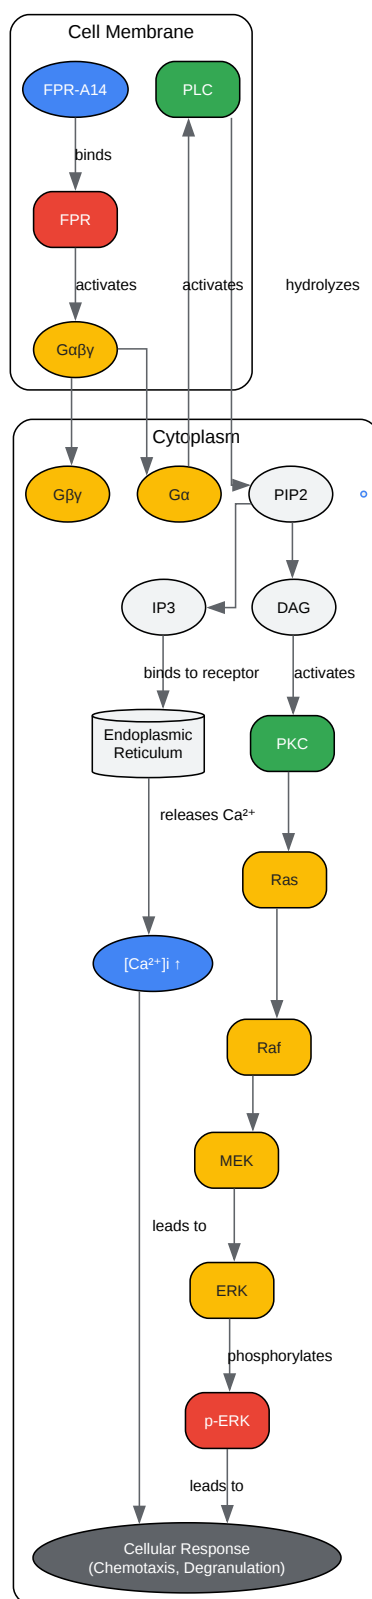 Cell Membrane
FPR-A14
PLC
binds
FPR
activates
activates
hydrolyzes
Gαβγ
Cytoplasm
Gβγ
Gα
PIP2
IP3
DAG
binds to receptor
activates
Endoplasmic
Reticulum
PKC
releases Ca²⁺
Ras
[Ca²⁺]i ↑
Raf
MEK
leads to
ERK
phosphorylates
p-ERK
leads to
Cellular Response
(Chemotaxis, Degranulation)